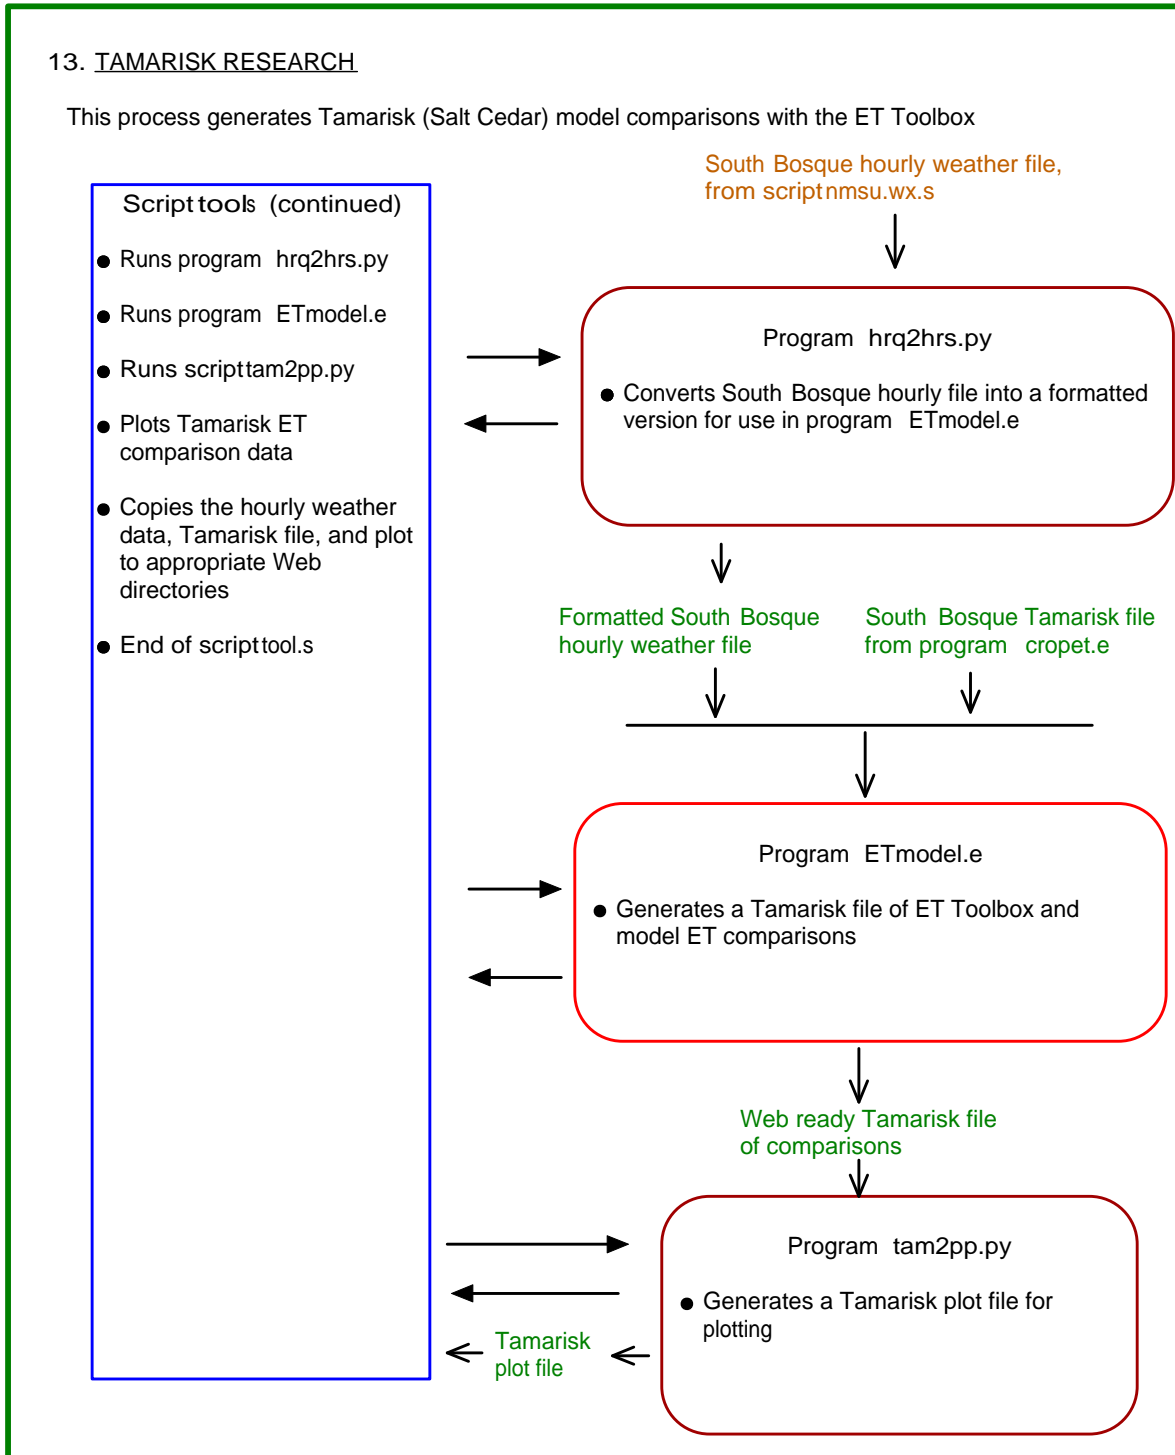 13. TAMARISK RESEARCH
This process generates Tamarisk (Salt Cedar) model comparisons with the ET Toolbox
South Bosque hourly weather file,
from script nmsu.wx.s
Script tools (continued)
● Runs program hrq2hrs.py
● Runs program ETmodel.e
● Runs script tam2pp.py
● Plots Tamarisk ET
comparison data
● Copies the hourly weather
data, Tamarisk file, and plot
to appropriate Web
directories
● End of script tool.s
Program hrq2hrs.py
● Converts South Bosque hourly file into a formatted
version for use in program ETmodel.e
Formatted South Bosque
hourly weather file
South Bosque Tamarisk file
from program cropet.e
Program ETmodel.e
● Generates a Tamarisk file of ET Toolbox and
model ET comparisons
Web ready Tamarisk file
of comparisons
Program tam2pp.py
● Generates a Tamarisk plot file for
plotting
Tamarisk
plot file